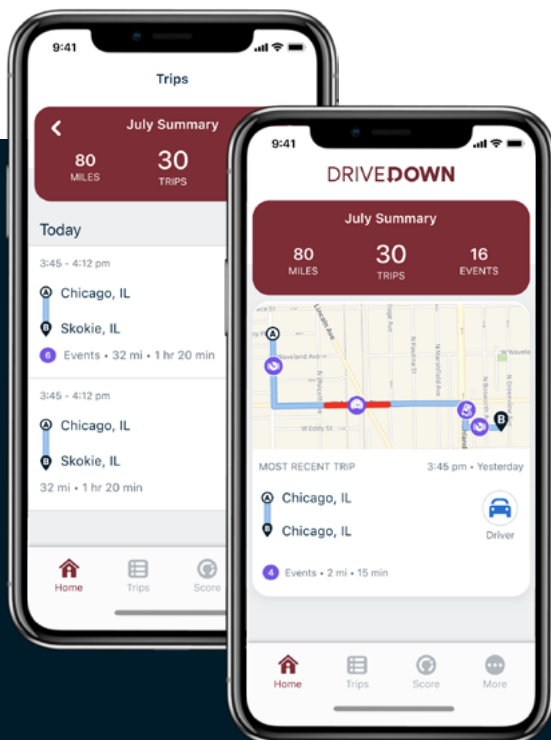 9:41
Trips
July Summary
80
MILES
30
TRIPS
Today
3:45 - 4:12 pm
A Chicago, IL
B Skokie, IL
6 Events • 32 mi • 1 hr 20 min
3:45 - 4:12 pm
A Chicago, IL
B Skokie, IL
32 mi • 1 hr 20 min
Home Trips Score
9:41
DRIVEDOWN
July Summary
80 30 16
MILES TRIPS EVENTS
Lincoln Ave
A
W Eddy St
B
MOST RECENT TRIP 3:45 pm • Yesterday
A Chicago, IL
B Chicago, IL
Driver
4 Events • 2 mi • 15 min
Home Trips Score More